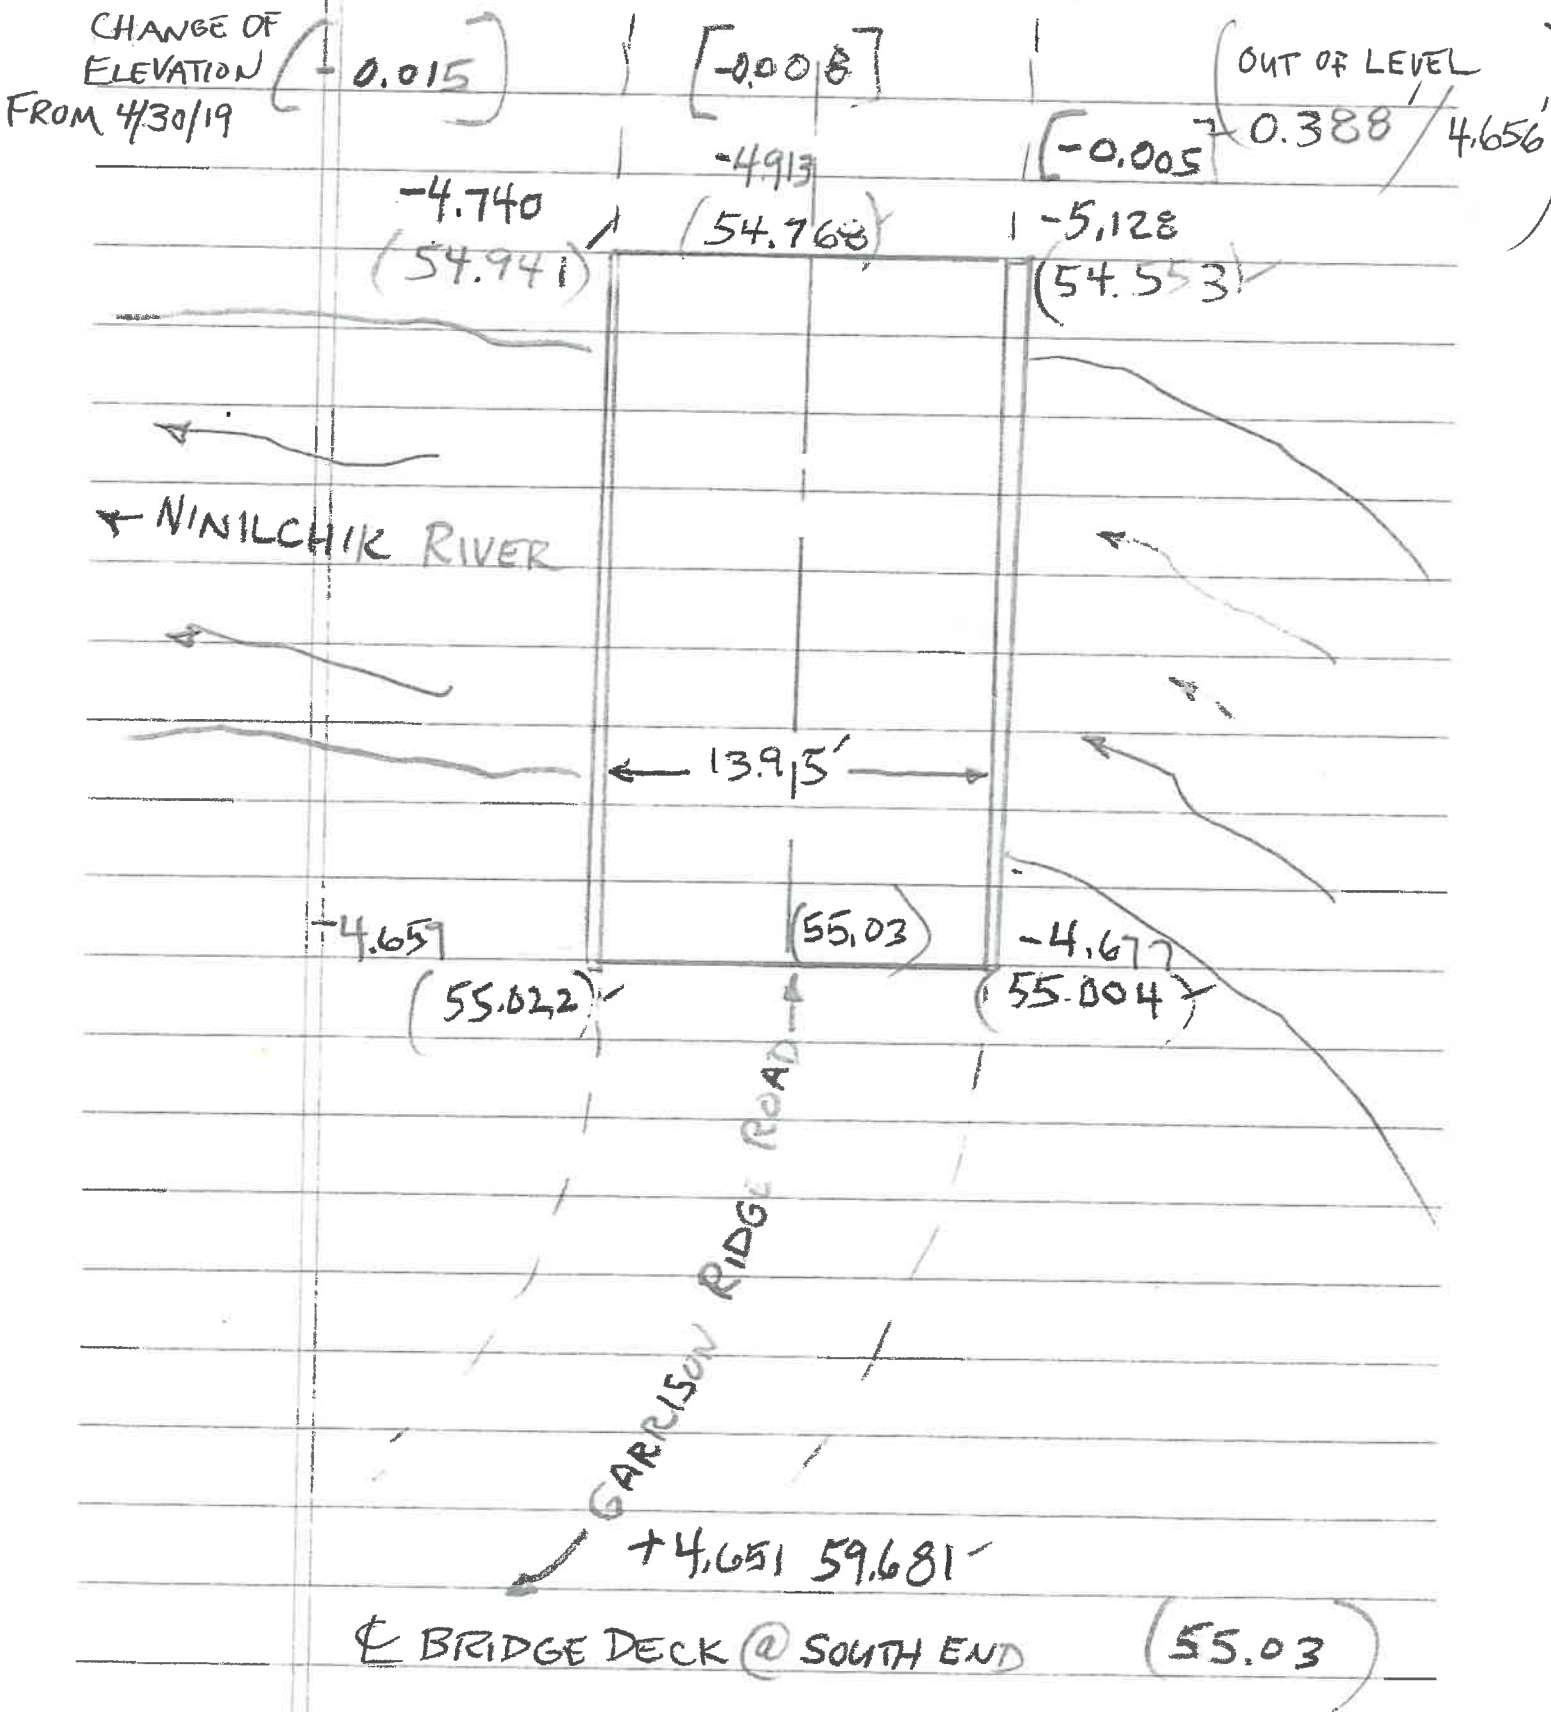 CHANGE OF
ELEVATION (-0.015)
FROM 4/30/19
[-0.008]
(OUT OF LEVEL
-0.388'/4.656')
[-0.005]
-4.740
(54.941)
-4.913
(54.768)
-5.128
(54.553)
← NINILCHIK RIVER
13.915'
-4.659
(55.022)
(55.03)
-4.677
(55.004)
GARRISON RIDGE ROAD
+4.651 59.681
℄ BRIDGE DECK @ SOUTH END (55.03)